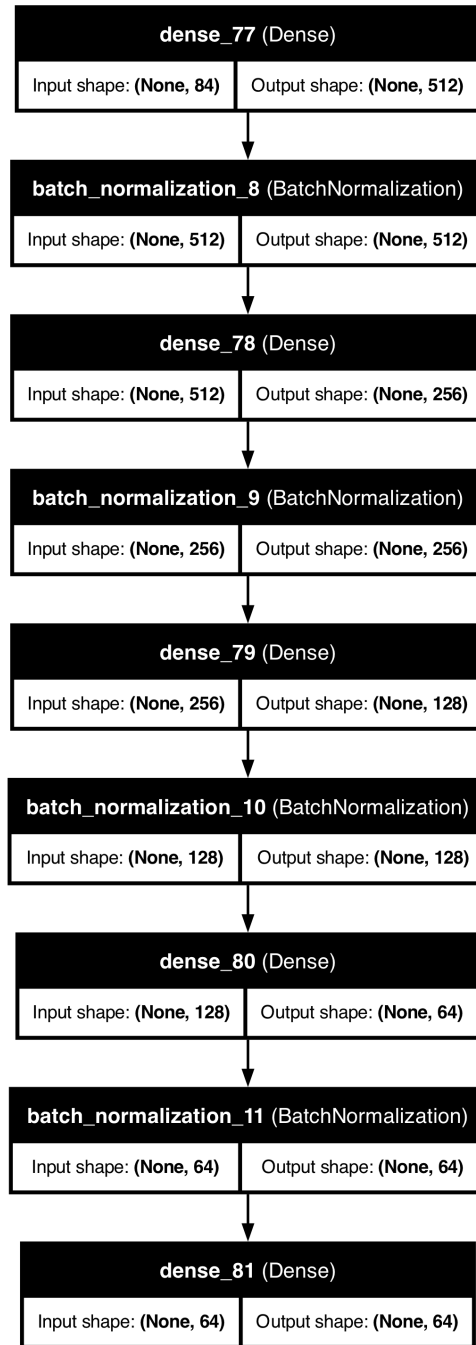 dense_77 (Dense)
Input shape: (None, 84) Output shape: (None, 512)
batch_normalization_8 (BatchNormalization)
Input shape: (None, 512) Output shape: (None, 512)
dense_78 (Dense)
Input shape: (None, 512) Output shape: (None, 256)
batch_normalization_9 (BatchNormalization)
Input shape: (None, 256) Output shape: (None, 256)
dense_79 (Dense)
Input shape: (None, 256) Output shape: (None, 128)
batch_normalization_10 (BatchNormalization)
Input shape: (None, 128) Output shape: (None, 128)
dense_80 (Dense)
Input shape: (None, 128) Output shape: (None, 64)
batch_normalization_11 (BatchNormalization)
Input shape: (None, 64) Output shape: (None, 64)
dense_81 (Dense)
Input shape: (None, 64) Output shape: (None, 64)